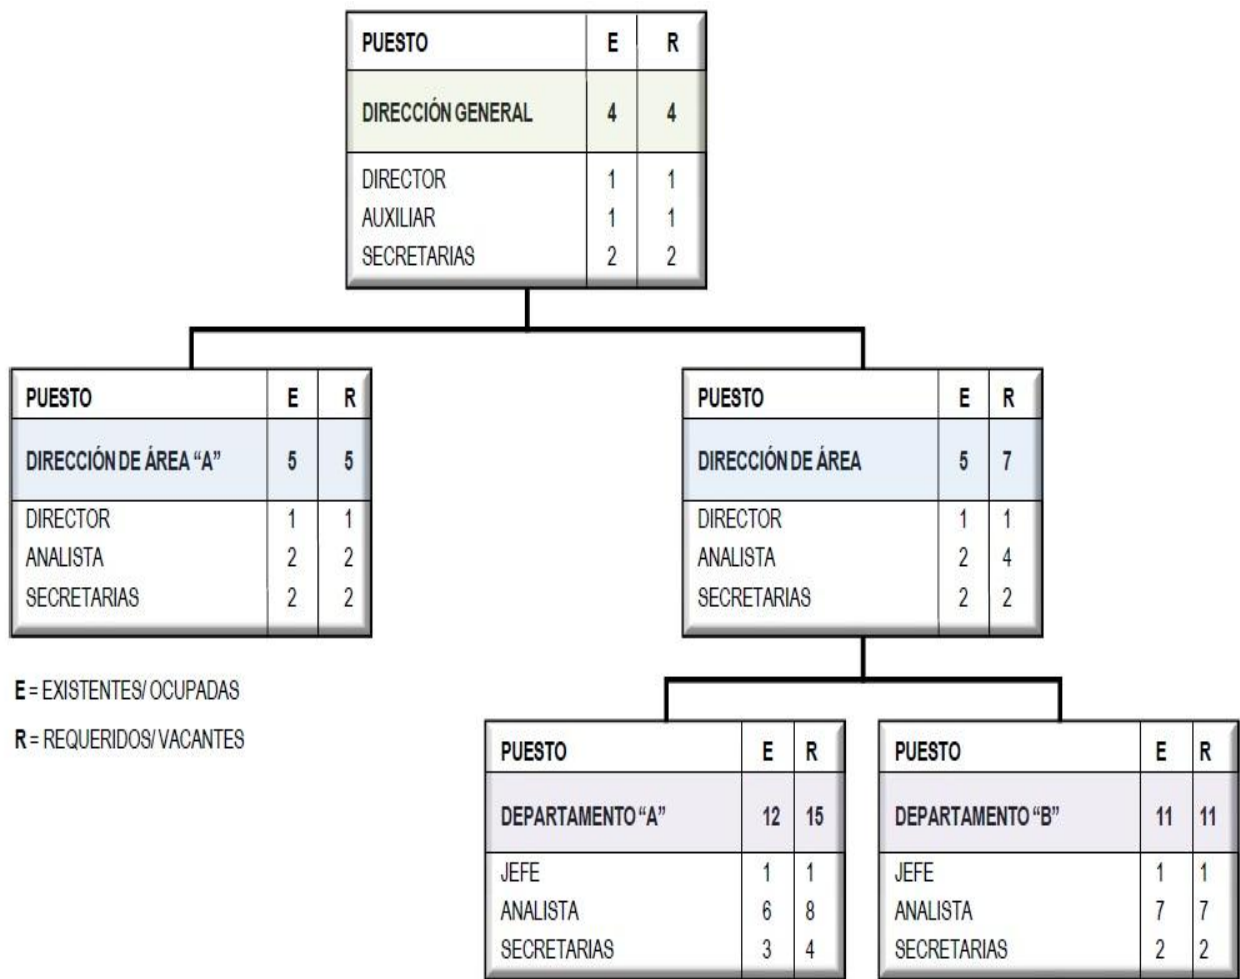 PUESTO E R
DIRECCIÓN GENERAL 4 4
DIRECTOR 1 1
AUXILIAR 1 1
SECRETARIAS 2 2
PUESTO E R
DIRECCIÓN DE ÁREA “A” 5 5
DIRECTOR 1 1
ANALISTA 2 2
SECRETARIAS 2 2
PUESTO E R
DIRECCIÓN DE ÁREA 5 7
DIRECTOR 1 1
ANALISTA 2 4
SECRETARIAS 2 2
E = EXISTENTES/ OCUPADAS
R = REQUERIDOS/ VACANTES
PUESTO E R
DEPARTAMENTO “A” 12 15
JEFE 1 1
ANALISTA 6 8
SECRETARIAS 3 4
PUESTO E R
DEPARTAMENTO “B” 11 11
JEFE 1 1
ANALISTA 7 7
SECRETARIAS 2 2